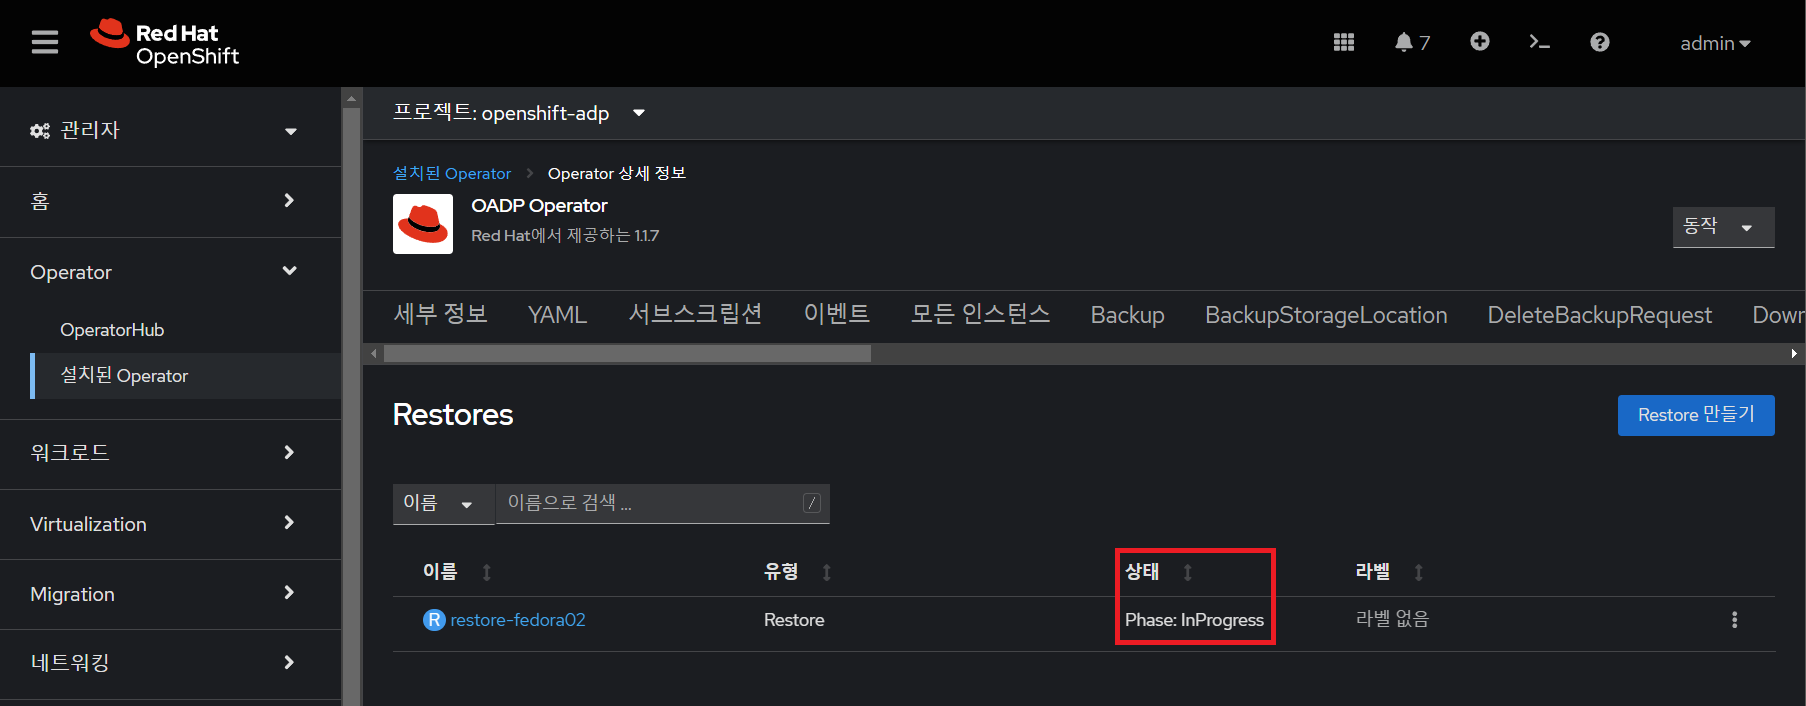 Red Hat
OpenShift
7
admin
관리자
홈
Operator
OperatorHub
설치된 Operator
워크로드
Virtualization
Migration
네트워킹
프로젝트: openshift-adp
설치된 Operator > Operator 상세 정보
OADP Operator
Red Hat에서 제공하는 1.1.7
동작
세부 정보 YAML 서브스크립션 이벤트 모든 인스턴스 Backup BackupStorageLocation DeleteBackupRequest Down
Restores
Restore 만들기
이름 이름으로 검색 ... /
이름 유형 상태 라벨
R restore-fedora02 Restore Phase: InProgress 라벨 없음